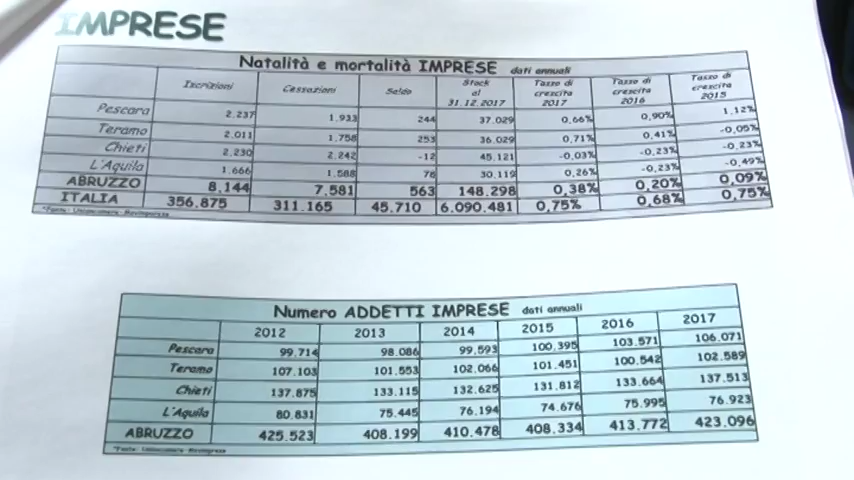 IMPRESE
Natalità e mortalità IMPRESE dati annuali
Iscrizioni Cessazioni Saldo Stock al 31.12.2017 Tasso di crescita 2017 Tasso di crescita 2016 Tasso di crescita 2015
Pescara 2.237 1.933 244 37.029 0,66% 0,90% 1,12%
Teramo 2.011 1.758 253 36.029 0,71% 0,41% -0,05%
Chieti 2.230 2.242 -12 45.121 -0,03% -0,23% -0,23%
L'Aquila 1.666 1.588 78 30.119 0,26% -0,23% -0,49%
ABRUZZO 8.144 7.581 563 148.298 0,38% 0,20% 0,09%
ITALIA 356.875 311.165 45.710 6.090.481 0,75% 0,68% 0,75%
*Fonte: Unioncamere-Movimprese
Numero ADDETTI IMPRESE dati annuali
2012 2013 2014 2015 2016 2017
Pescara 99.714 98.086 99.593 100.395 103.571 106.071
Teramo 107.103 101.553 102.066 101.451 100.542 102.589
Chieti 137.875 133.115 132.625 131.812 133.664 137.513
L'Aquila 80.831 75.445 76.194 74.676 75.995 76.923
ABRUZZO 425.523 408.199 410.478 408.334 413.772 423.096
*Fonte: Unioncamere-Movimprese